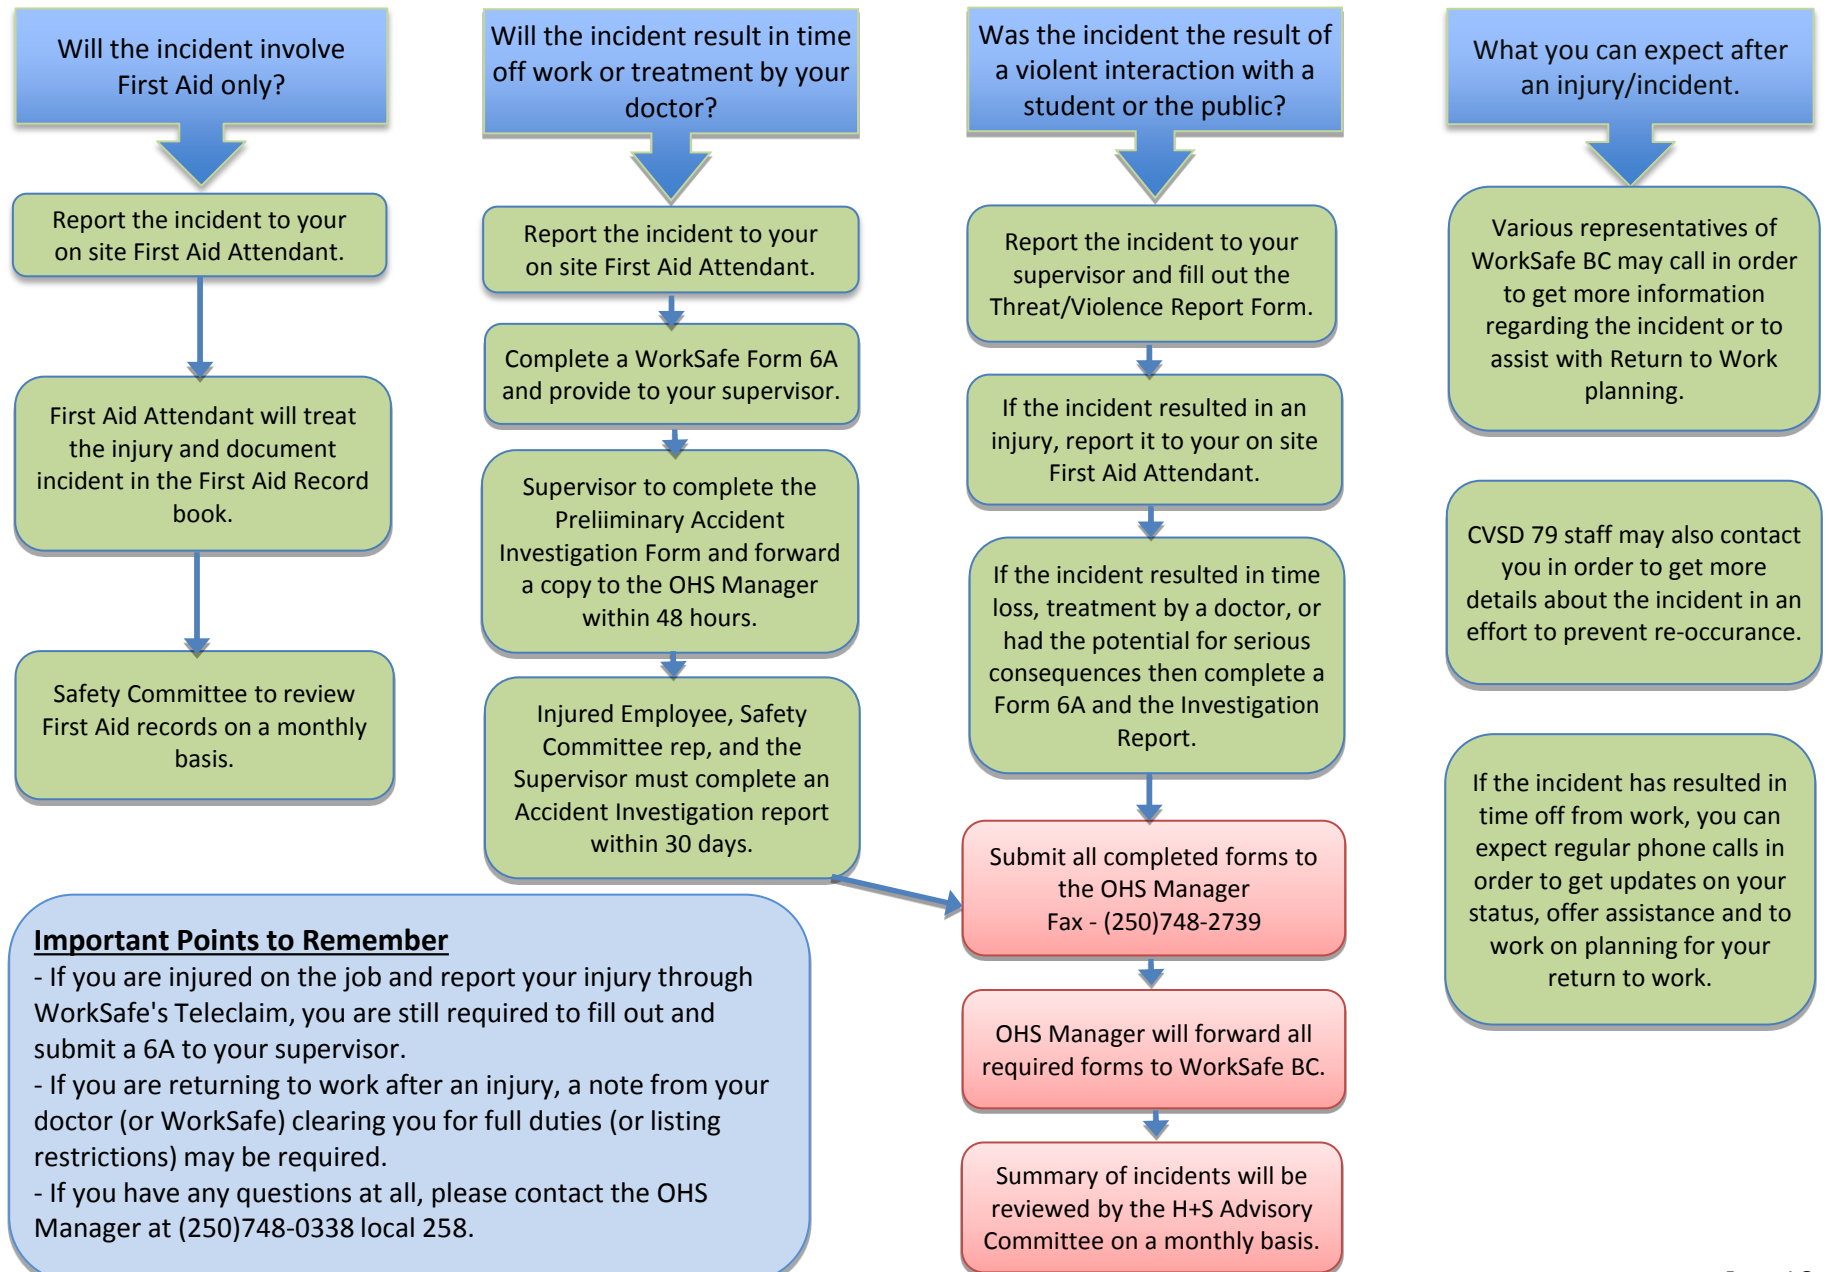 Will the incident involve
First Aid only?
Report the incident to your
on site First Aid Attendant.
First Aid Attendant will treat
the injury and document
incident in the First Aid Record
book.
Safety Committee to review
First Aid records on a monthly
basis.
Will the incident result in time
off work or treatment by your
doctor?
Report the incident to your
on site First Aid Attendant.
Complete a WorkSafe Form 6A
and provide to your supervisor.
Supervisor to complete the
Preliiminary Accident
Investigation Form and forward
a copy to the OHS Manager
within 48 hours.
Injured Employee, Safety
Committee rep, and the
Supervisor must complete an
Accident Investigation report
within 30 days.
Was the incident the result of
a violent interaction with a
student or the public?
Report the incident to your
supervisor and fill out the
Threat/Violence Report Form.
If the incident resulted in an
injury, report it to your on site
First Aid Attendant.
If the incident resulted in time
loss, treatment by a doctor, or
had the potential for serious
consequences then complete a
Form 6A and the Investigation
Report.
Submit all completed forms to
the OHS Manager
Fax - (250)748-2739
OHS Manager will forward all
required forms to WorkSafe BC.
Summary of incidents will be
reviewed by the H+S Advisory
Committee on a monthly basis.
What you can expect after
an injury/incident.
Various representatives of
WorkSafe BC may call in order
to get more information
regarding the incident or to
assist with Return to Work
planning.
CVSD 79 staff may also contact
you in order to get more
details about the incident in an
effort to prevent re-occurance.
If the incident has resulted in
time off from work, you can
expect regular phone calls in
order to get updates on your
status, offer assistance and to
work on planning for your
return to work.
Important Points to Remember
- If you are injured on the job and report your injury through
WorkSafe's Teleclaim, you are still required to fill out and
submit a 6A to your supervisor.
- If you are returning to work after an injury, a note from your
doctor (or WorkSafe) clearing you for full duties (or listing
restrictions) may be required.
- If you have any questions at all, please contact the OHS
Manager at (250)748-0338 local 258.